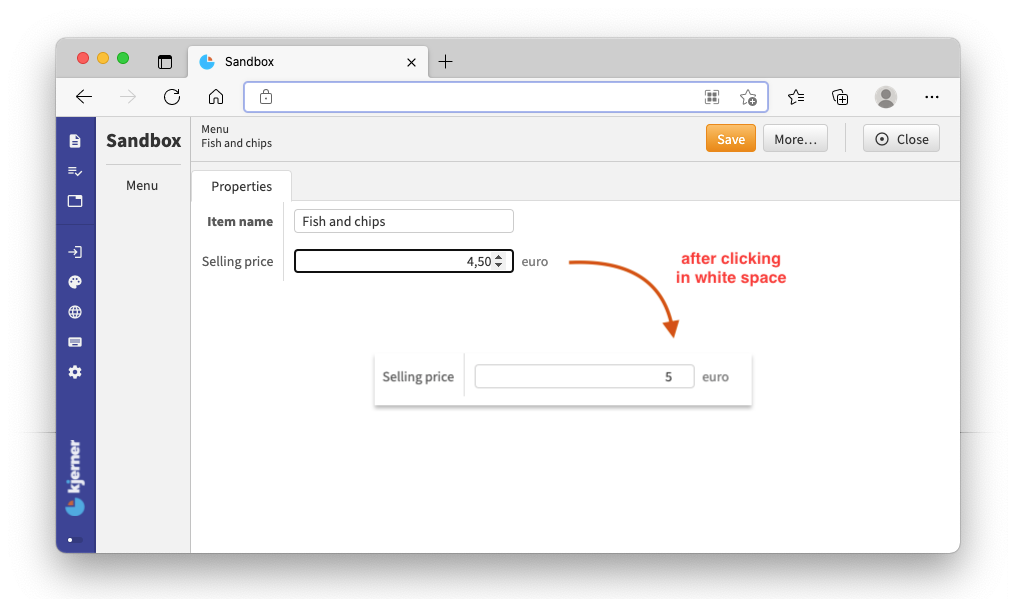 Sandbox
Sandbox
Menu
Fish and chips
Save
More...
Close
Menu
Properties
Item name
Fish and chips
Selling price
4,50
euro
after clicking
in white space
Selling price
5
euro
kjerner